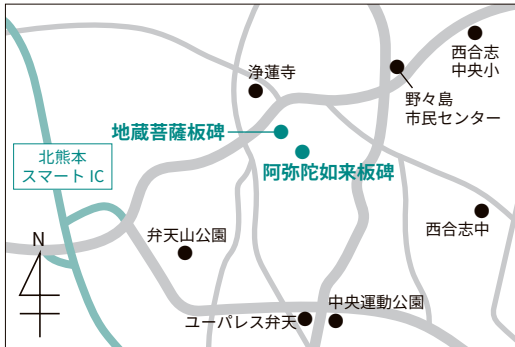 西合志
中央小
浄蓮寺
野々島
市民センター
地蔵菩薩板碑
阿弥陀如来板碑
北熊本
スマート IC
西合志中
弁天山公園
N
中央運動公園
ユーパレス弁天